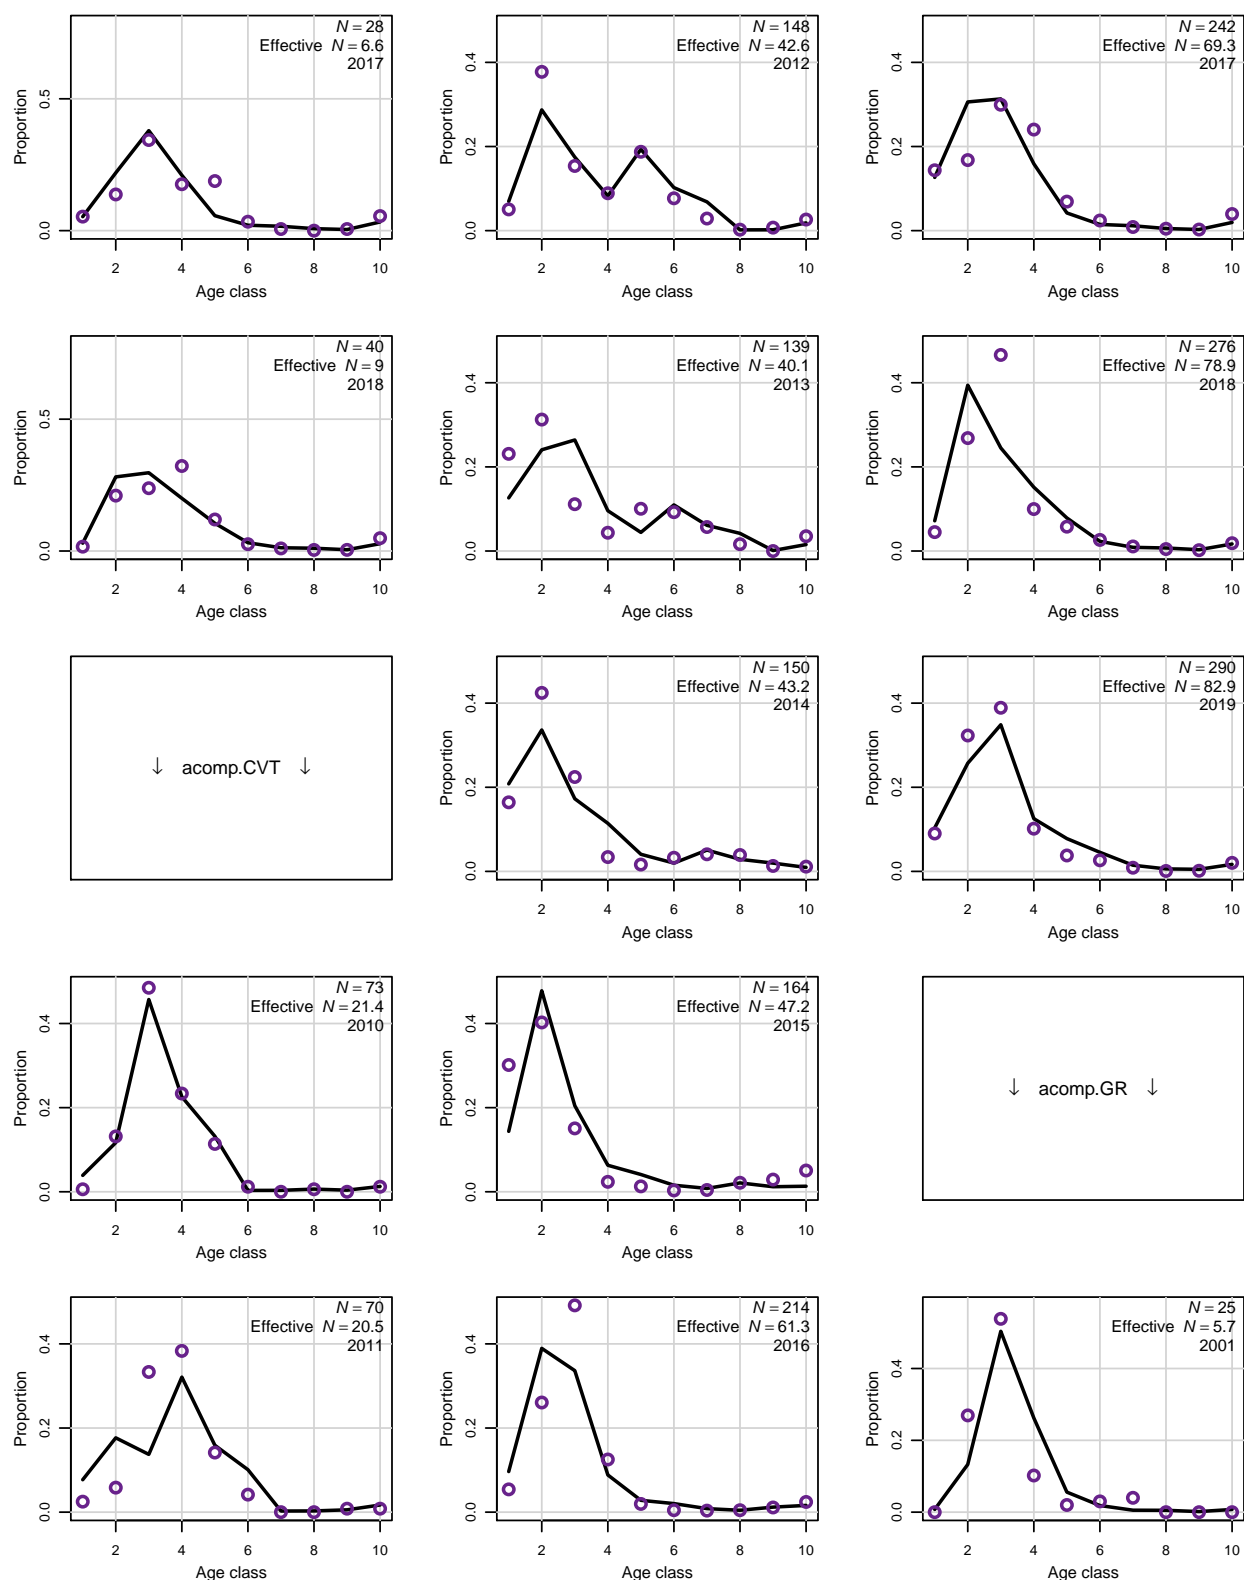 N = 28
Effective N = 6.6
2017
Proportion
0.0
0.5
2 4 6 8 10
Age class
N = 148
Effective N = 42.6
2012
Proportion
0.0
0.2
0.4
2 4 6 8 10
Age class
N = 242
Effective N = 69.3
2017
Proportion
0.0
0.2
0.4
2 4 6 8 10
Age class
N = 40
Effective N = 9
2018
Proportion
0.0
0.5
2 4 6 8 10
Age class
N = 139
Effective N = 40.1
2013
Proportion
0.0
0.2
0.4
2 4 6 8 10
Age class
N = 276
Effective N = 78.9
2018
Proportion
0.0
0.2
0.4
2 4 6 8 10
Age class
↓ acomp.CVT ↓
N = 150
Effective N = 43.2
2014
Proportion
0.0
0.2
0.4
2 4 6 8 10
Age class
N = 290
Effective N = 82.9
2019
Proportion
0.0
0.2
0.4
2 4 6 8 10
Age class
N = 73
Effective N = 21.4
2010
Proportion
0.0
0.2
0.4
2 4 6 8 10
Age class
N = 164
Effective N = 47.2
2015
Proportion
0.0
0.2
0.4
2 4 6 8 10
Age class
↓ acomp.GR ↓
N = 70
Effective N = 20.5
2011
Proportion
0.0
0.2
0.4
2 4 6 8 10
Age class
N = 214
Effective N = 61.3
2016
Proportion
0.0
0.2
0.4
2 4 6 8 10
Age class
N = 25
Effective N = 5.7
2001
Proportion
0.0
0.2
0.4
2 4 6 8 10
Age class